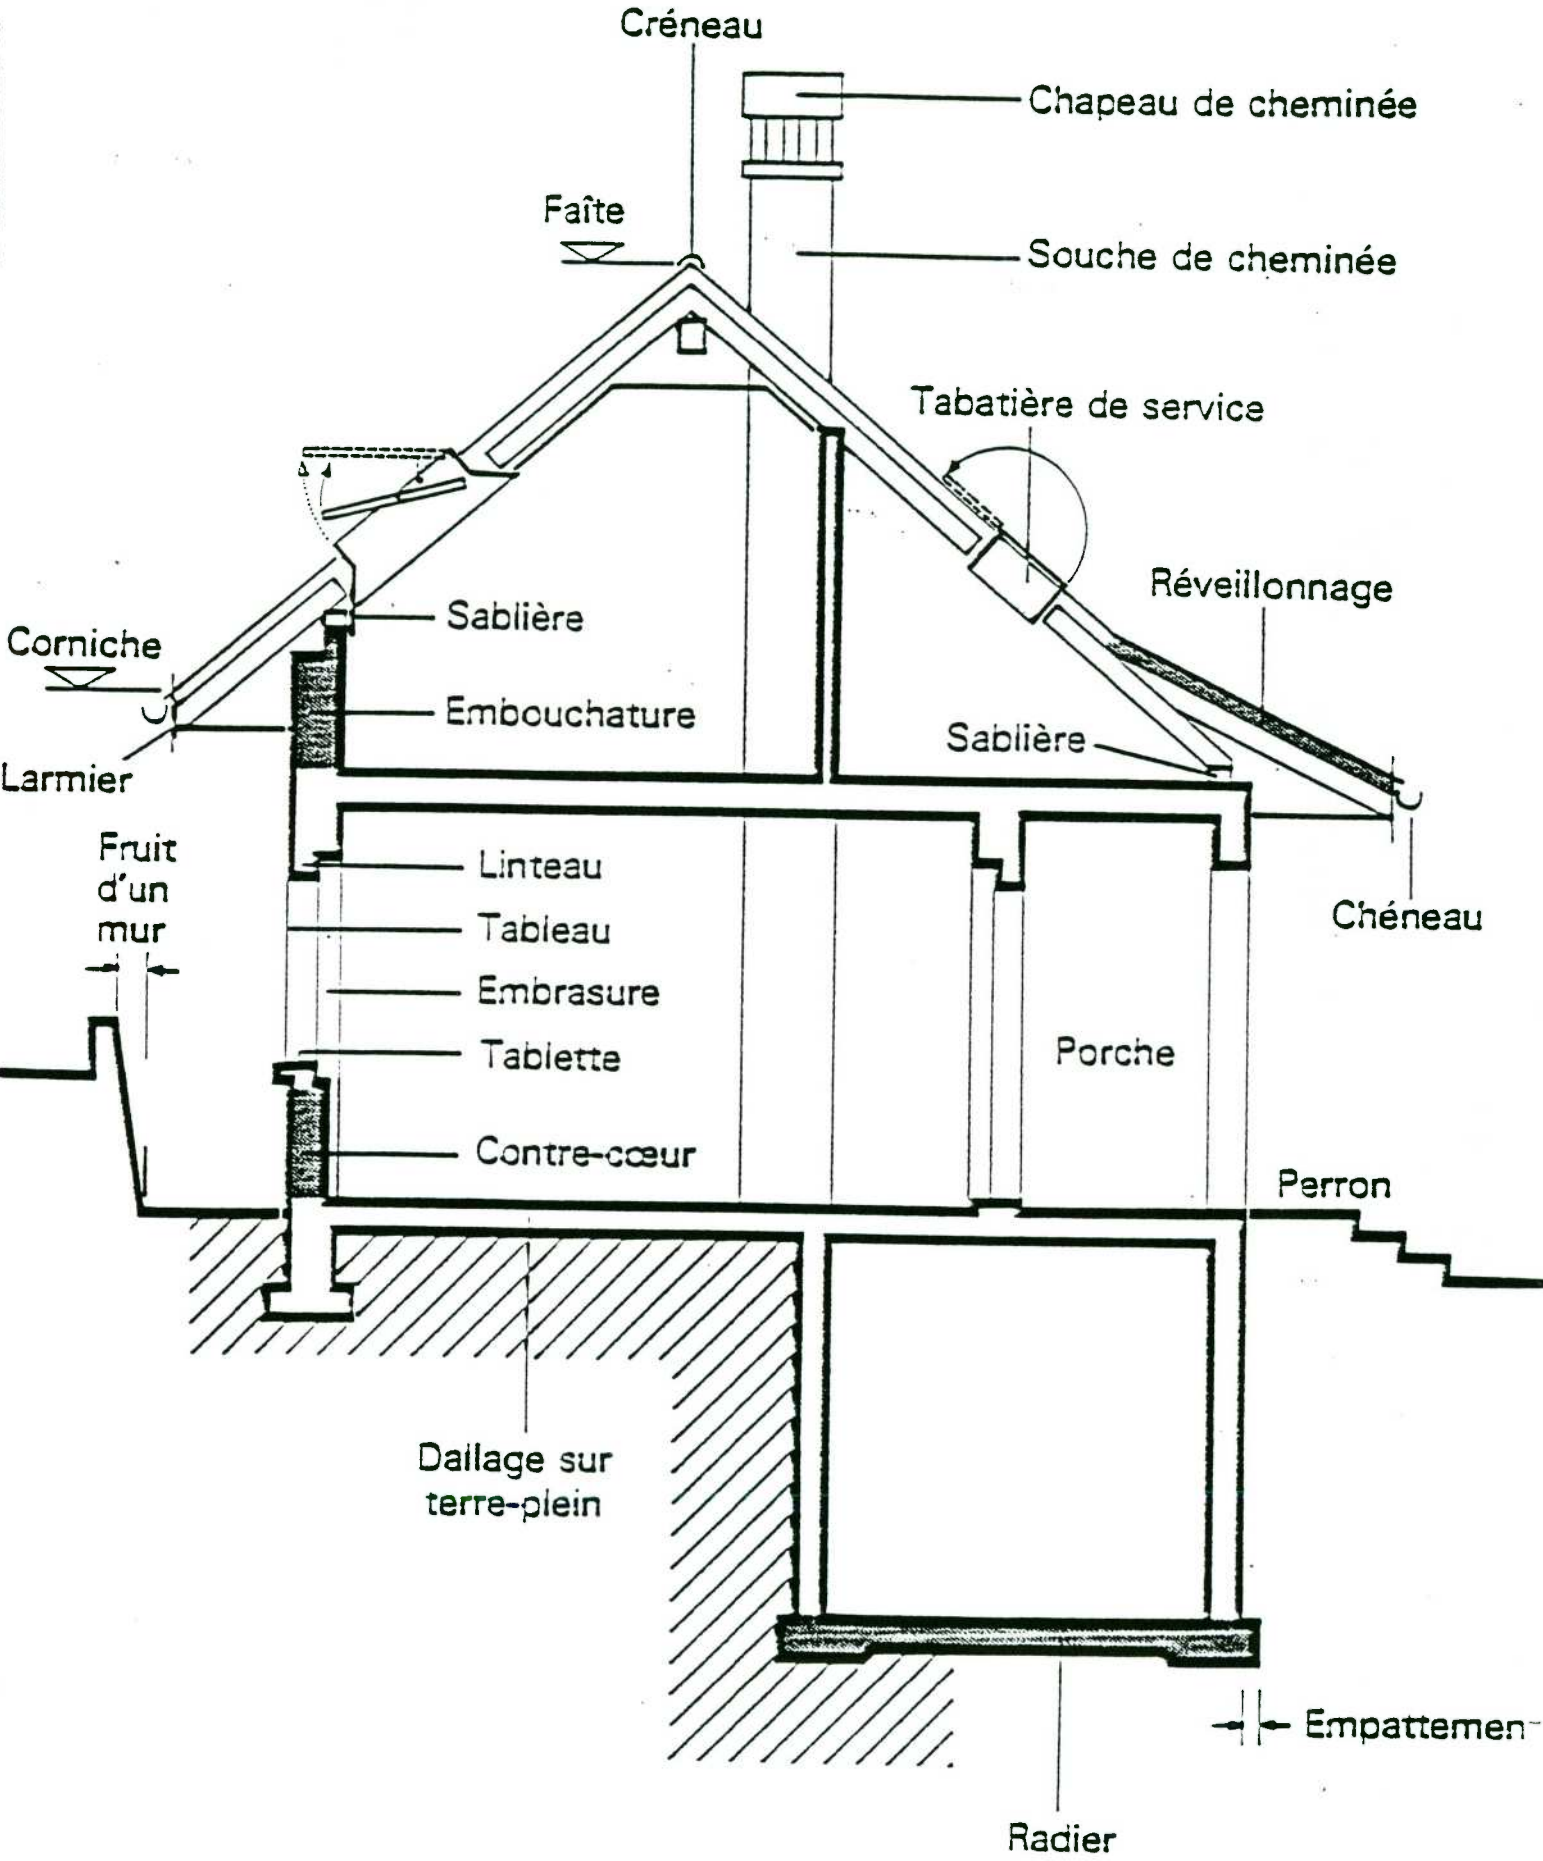 Créneau
Chapeau de cheminée
Faîte
Souche de cheminée
Tabatière de service
Réveillonnage
Sablière
Corniche
Embouchature
Sablière
Larmier
Fruit
d'un
mur
Linteau
Chéneau
Tableau
Embrasure
Tablette
Porche
Contre-cœur
Perron
Dallage sur
terre-plein
Empattemen
Radier